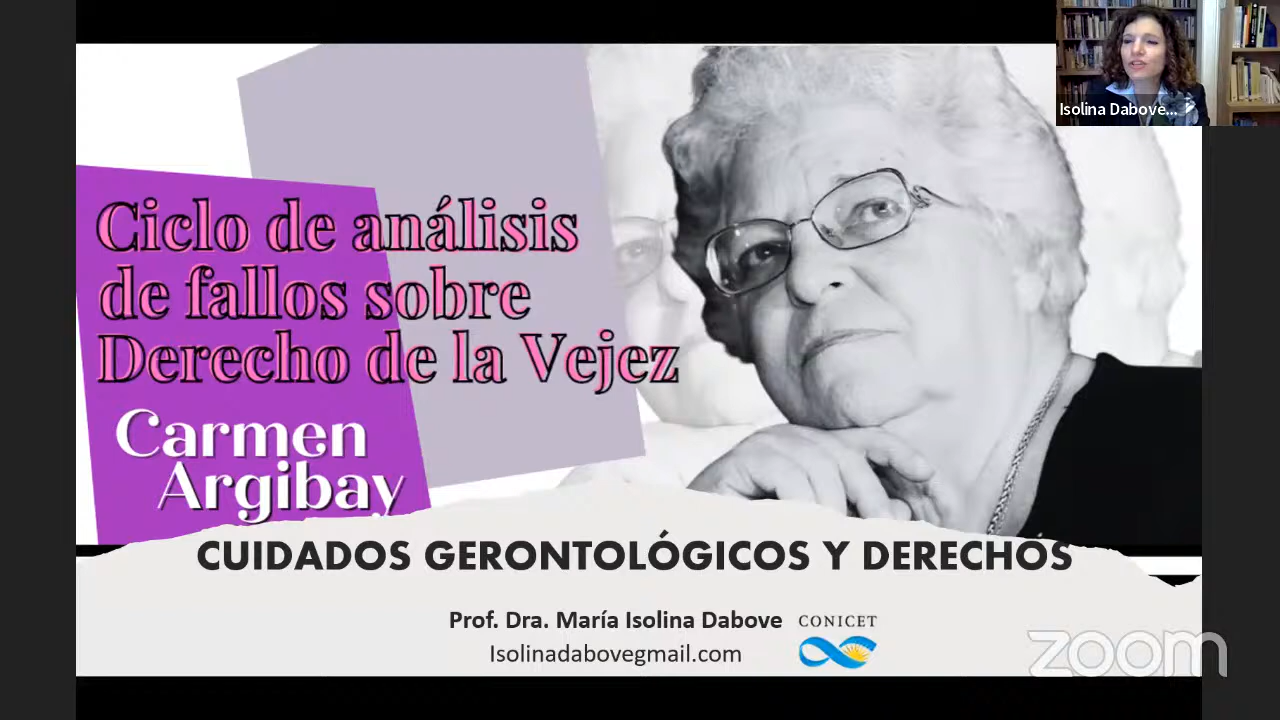 Isolina Dabove...
Ciclo de análisis
de fallos sobre
Derecho de la Vejez
Carmen
Argibay
CUIDADOS GERONTOLÓGICOS Y DERECHOS
Prof. Dra. María Isolina Dabove
CONICET
Isolinadabovegmail.com
zoom